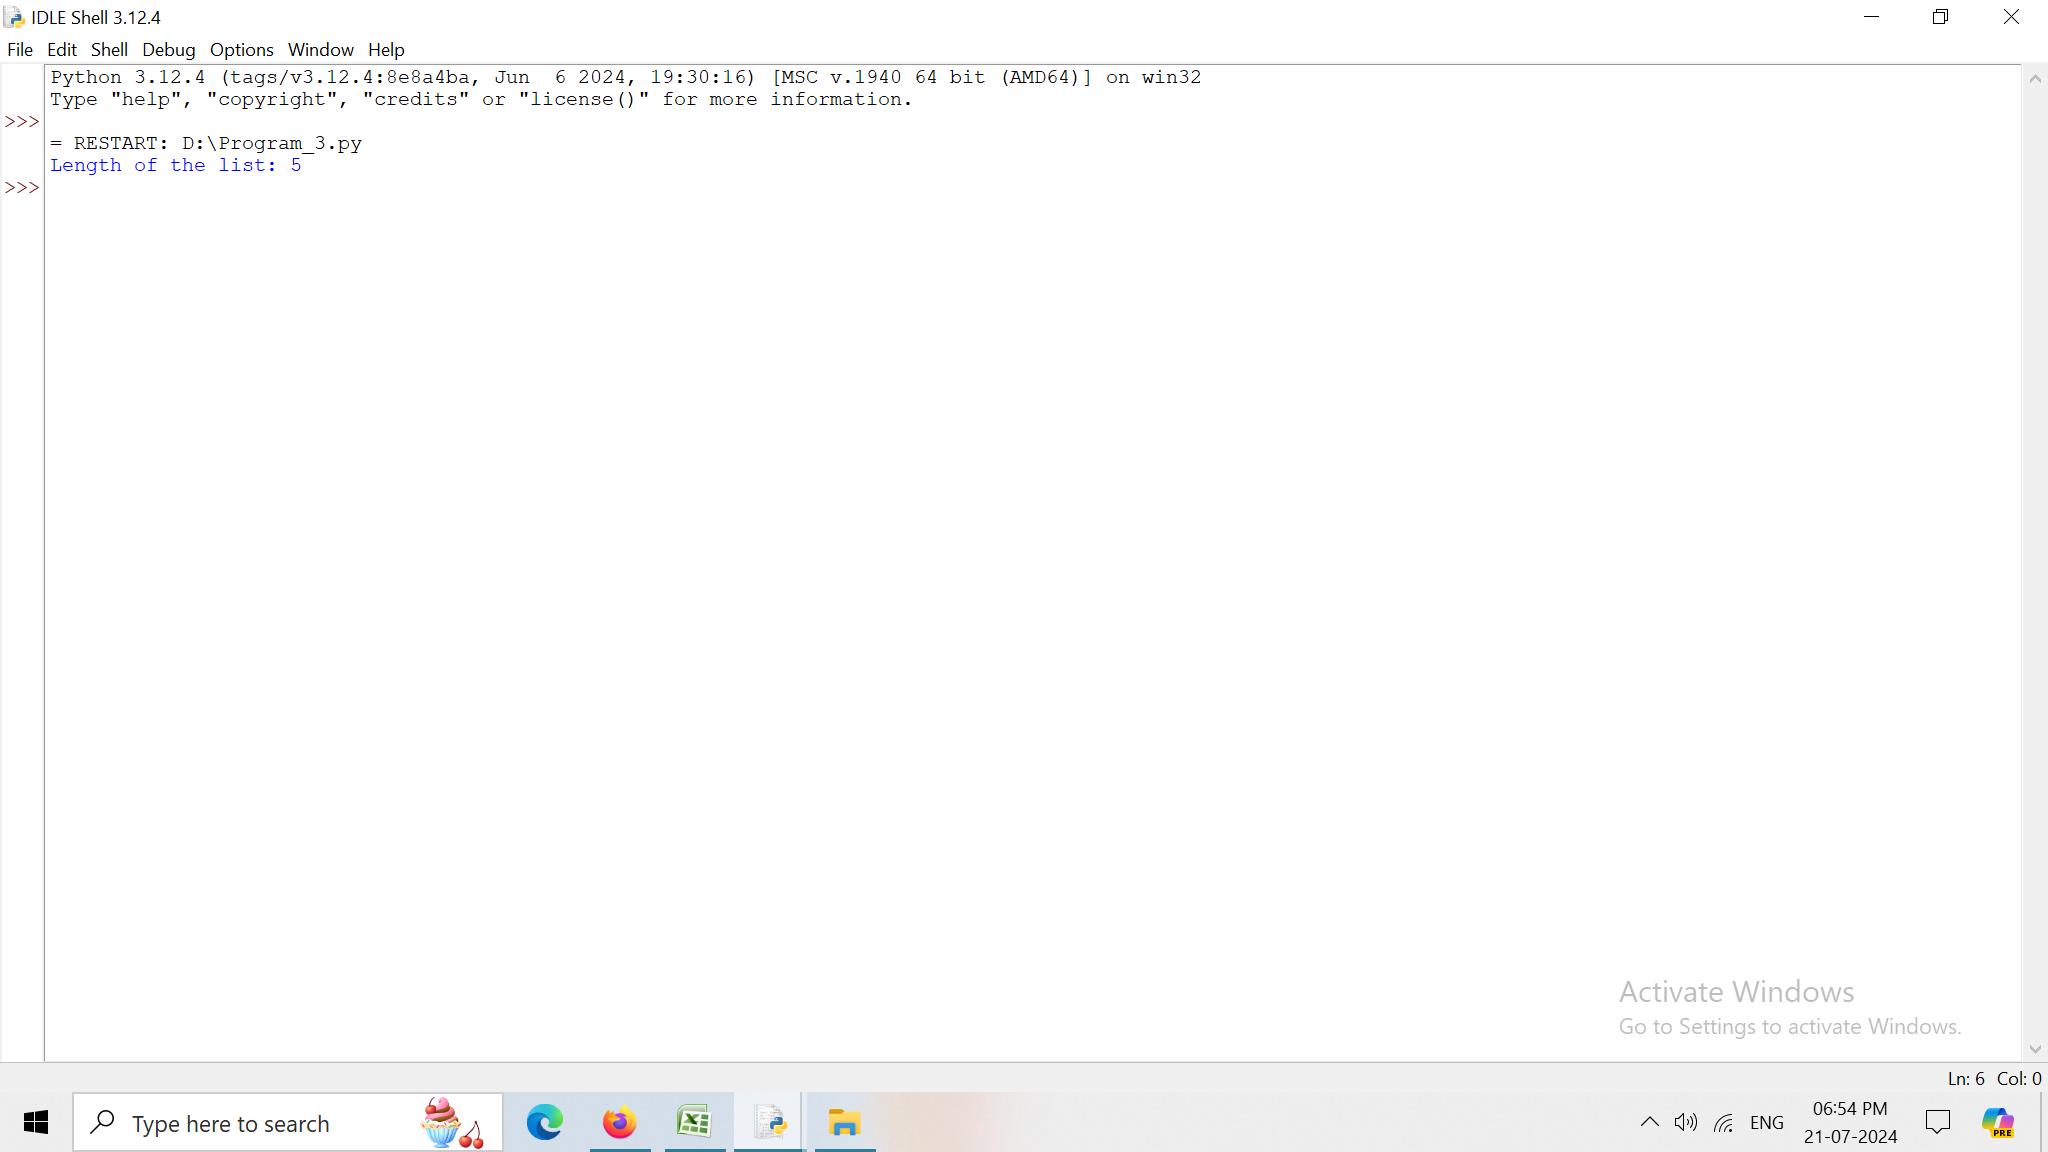 IDLE Shell 3.12.4
File Edit Shell Debug Options Window Help
Python 3.12.4 (tags/v3.12.4:8e8a4ba, Jun  6 2024, 19:30:16) [MSC v.1940 64 bit (AMD64)] on win32
Type "help", "copyright", "credits" or "license()" for more information.
>>>
= RESTART: D:\Program_3.py
Length of the list: 5
>>>
Activate Windows
Go to Settings to activate Windows.
Ln: 6 Col: 0
Type here to search
ENG
06:54 PM
21-07-2024
PRE